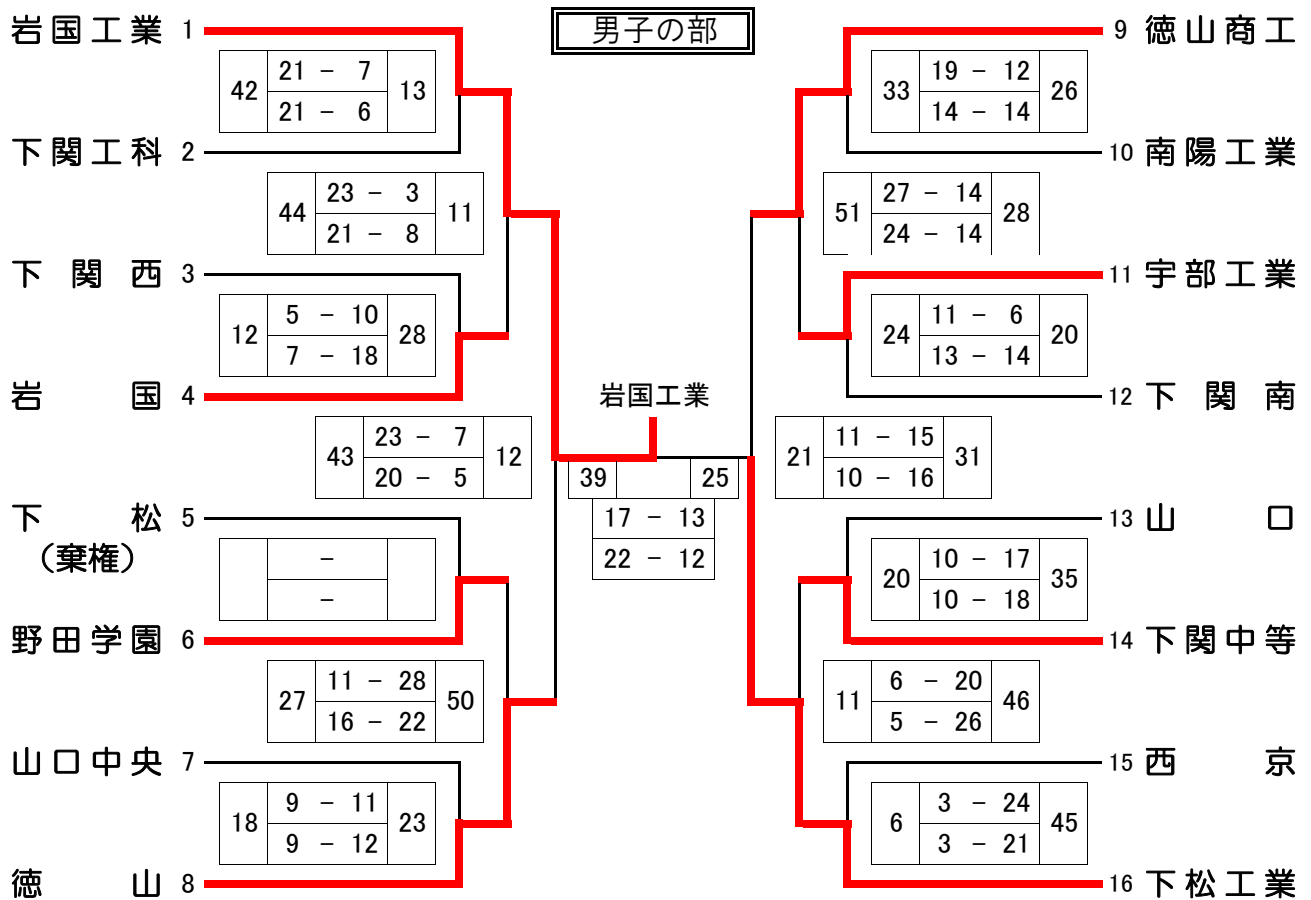 男子の部
岩国工業 1
42 21 - 7 13
21 - 6
下関工科 2
44 23 - 3 11
21 - 8
下関西 3
12 5 - 10 28
7 - 18
岩国 4
43 23 - 7 12
20 - 5
下松 5
(棄権)
-
-
野田学園 6
27 11 - 28 50
16 - 22
山口中央 7
18 9 - 11 23
9 - 12
徳山 8
岩国工業
39 25
17 - 13
22 - 12
9 徳山商工
33 19 - 12 26
14 - 14
10 南陽工業
51 27 - 14 28
24 - 14
11 宇部工業
24 11 - 6 20
13 - 14
12 下関南
21 11 - 15 31
10 - 16
13 山口
20 10 - 17 35
10 - 18
14 下関中等
11 6 - 20 46
5 - 26
15 西京
6 3 - 24 45
3 - 21
16 下松工業